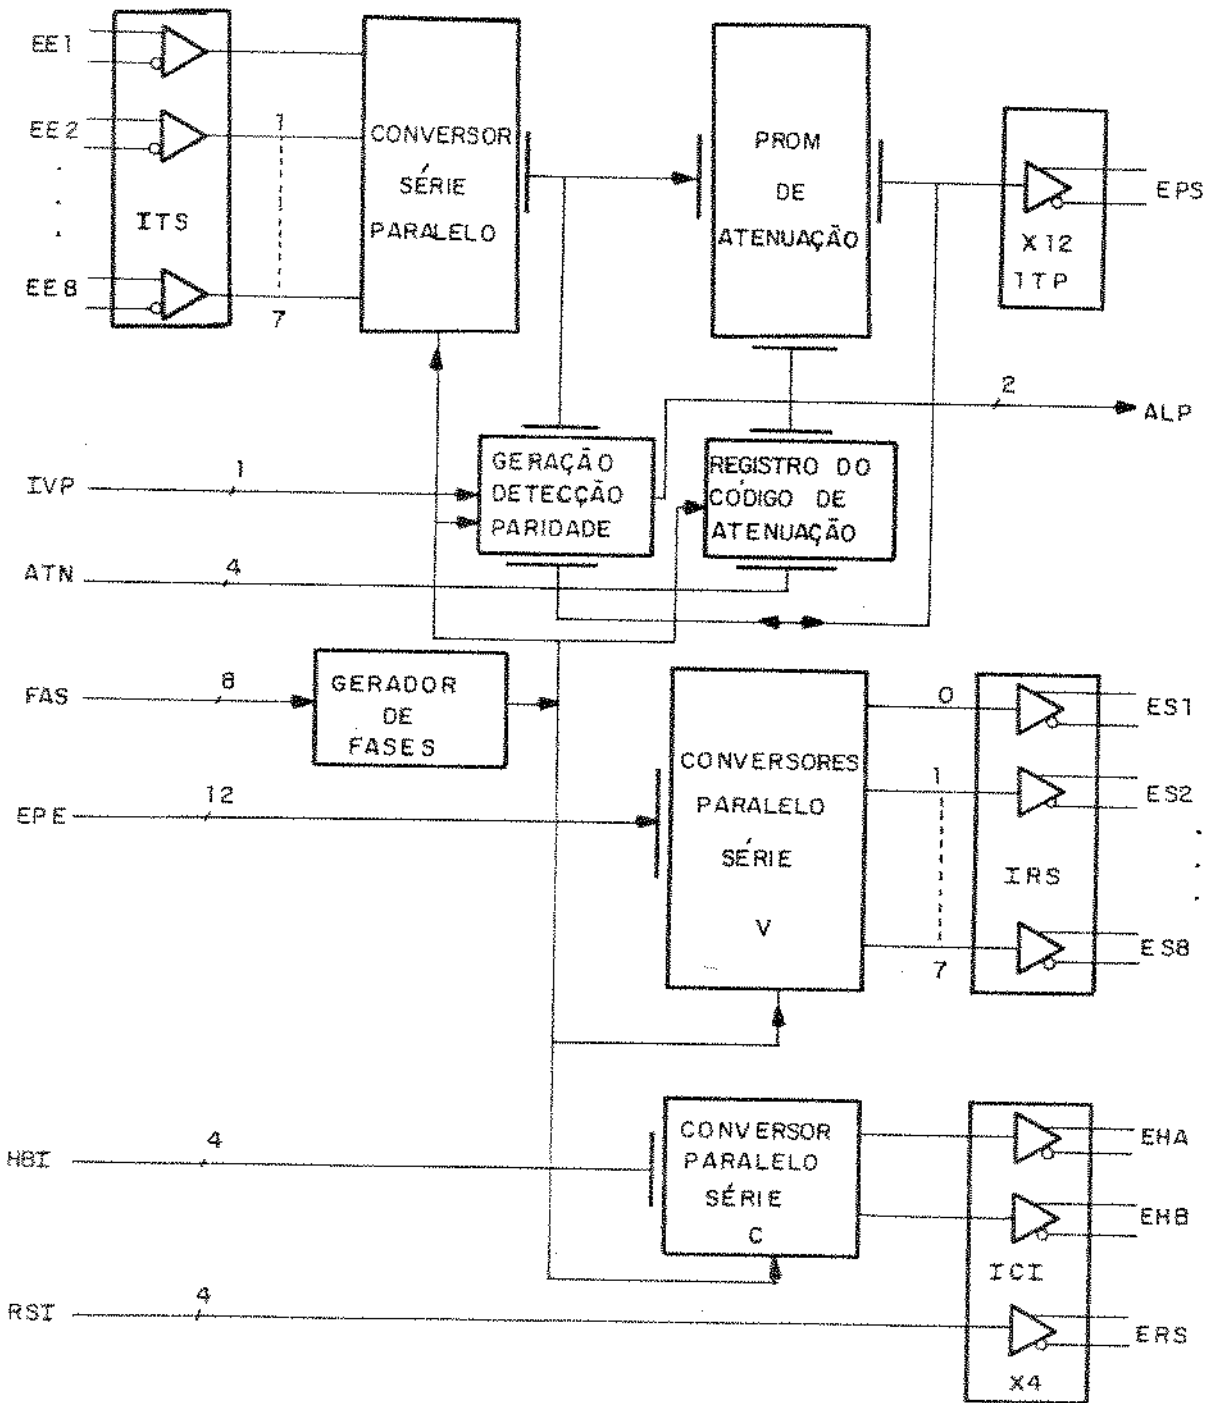 EE1
EE2
EE8
ITS
1
7
CONVERSOR
SÉRIE
PARALELO
PROM
DE
ATENUAÇÃO
X12
ITP
EPS
2
ALP
IVP
1
GERAÇÃO
DETECÇÃO
PARIDADE
REGISTRO DO
CÓDIGO DE
ATENUAÇÃO
ATN
4
FAS
8
GERADOR
DE
FASES
EPE
12
CONVERSORES
PARALELO
SÉRIE
V
0
1
7
IRS
ES1
ES2
ES8
HBI
4
CONVERSOR
PARALELO
SÉRIE
C
EHA
EHB
ICI
RSI
4
X4
ERS